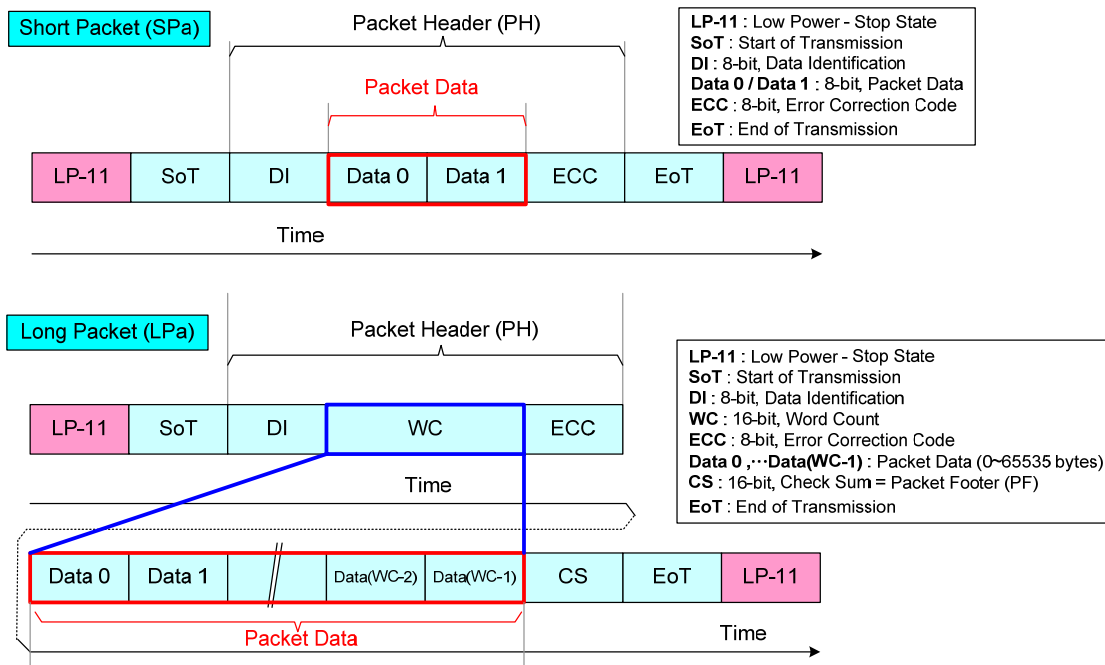 Short Packet (SPa)
Packet Header (PH)
Packet Data
LP-11 : Low Power - Stop State
SoT : Start of Transmission
DI : 8-bit, Data Identification
Data 0 / Data 1 : 8-bit, Packet Data
ECC : 8-bit, Error Correction Code
EoT : End of Transmission
LP-11 SoT DI Data 0 Data 1 ECC EoT LP-11
Time
Long Packet (LPa)
Packet Header (PH)
LP-11 : Low Power - Stop State
SoT : Start of Transmission
DI : 8-bit, Data Identification
WC : 16-bit, Word Count
ECC : 8-bit, Error Correction Code
Data 0 ,⋯Data(WC-1) : Packet Data (0~65535 bytes)
CS : 16-bit, Check Sum = Packet Footer (PF)
EoT : End of Transmission
LP-11 SoT DI WC ECC
Time
Data 0 Data 1 Data(WC-2) Data(WC-1) CS EoT LP-11
Packet Data
Time